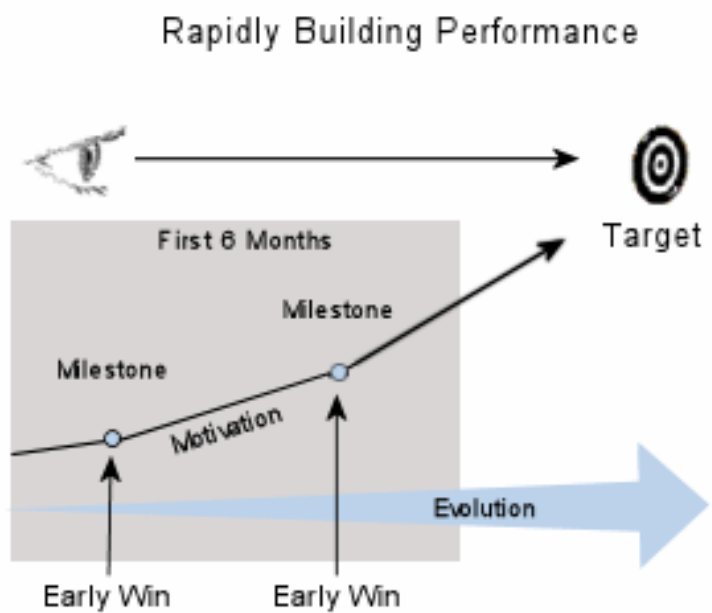 Rapidly Building Performance
First 6 Months
Target
Milestone
Milestone
Motivation
Evolution
Early Win
Early Win